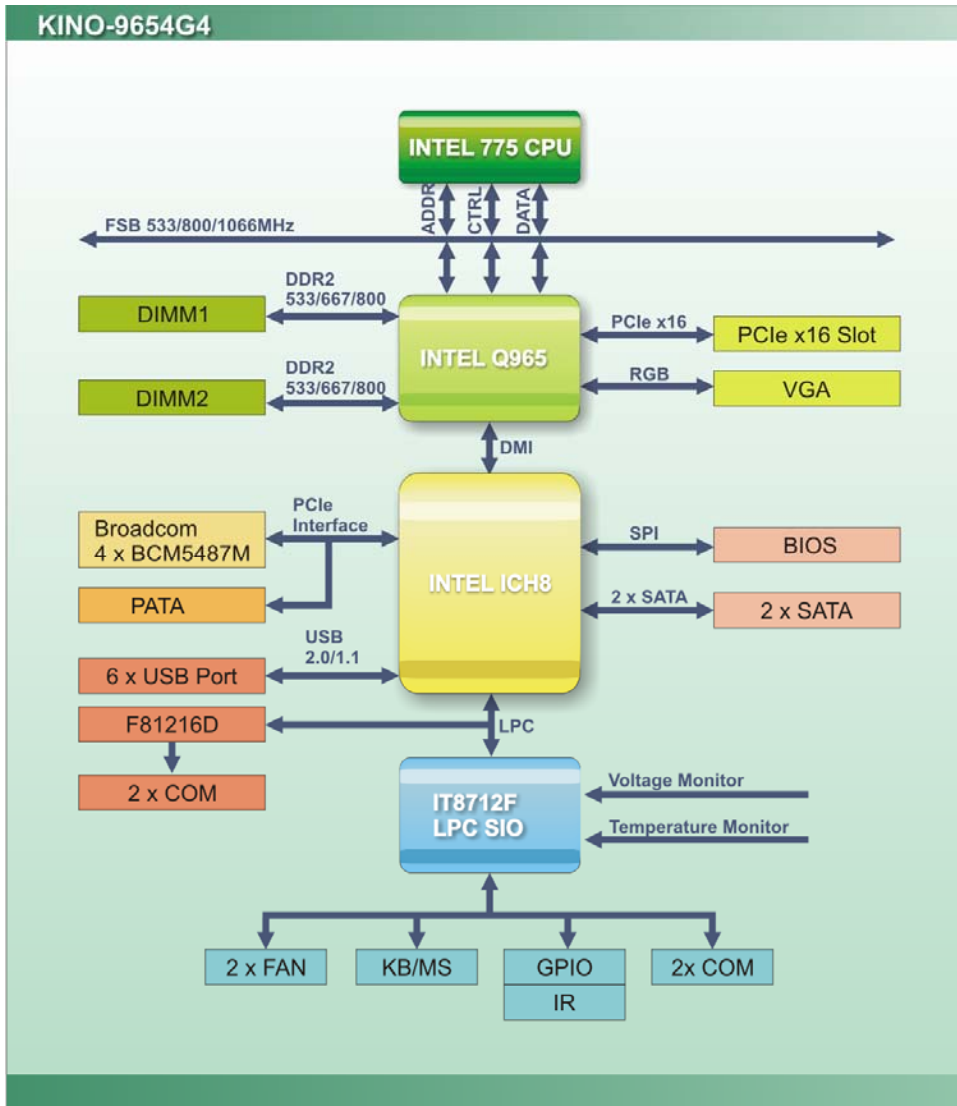 KINO-9654G4
INTEL 775 CPU
ADDR
CTRL
DATA
FSB 533/800/1066MHz
DDR2
533/667/800
DIMM1
PCIe x16
PCIe x16 Slot
INTEL Q965
DDR2
533/667/800
DIMM2
RGB
VGA
DMI
PCIe
Interface
Broadcom
4 x BCM5487M
SPI
BIOS
INTEL ICH8
PATA
2 x SATA
2 x SATA
USB
2.0/1.1
6 x USB Port
F81216D
LPC
2 x COM
IT8712F
LPC SIO
Voltage Monitor
Temperature Monitor
2 x FAN
KB/MS
GPIO
IR
2x COM